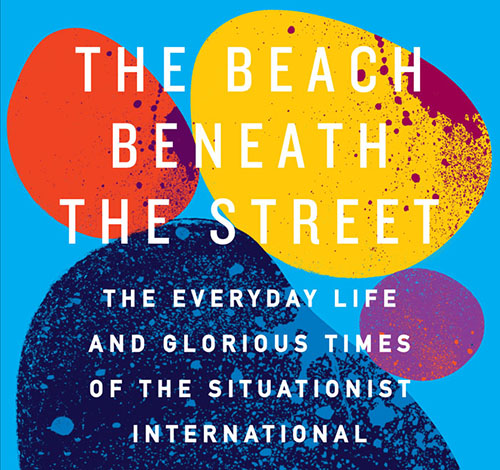 THE BEACH
BENEATH
THE STREET
THE EVERYDAY LIFE
AND GLORIOUS TIMES
OF THE SITUATIONIST
INTERNATIONAL